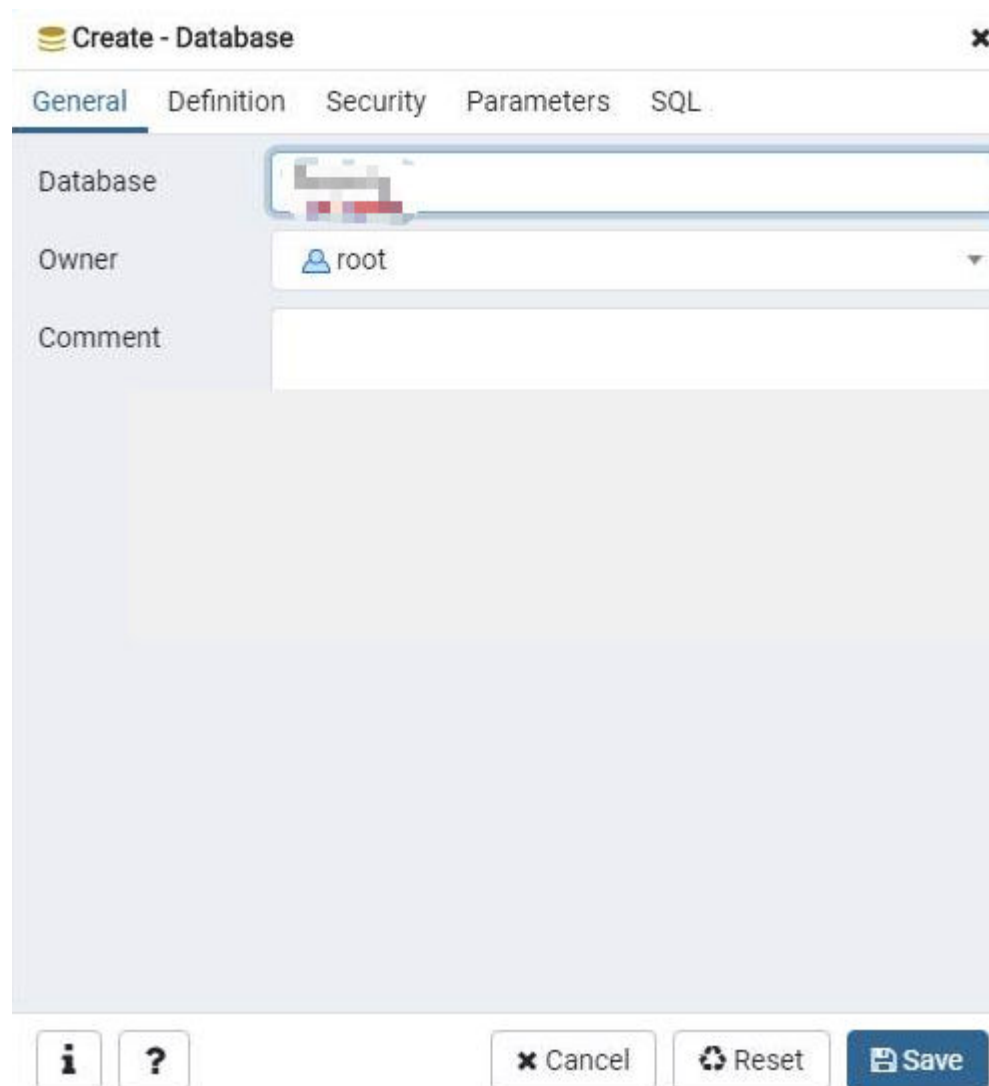 Create - Database
General Definition Security Parameters SQL
Database
Owner root
Comment
i ? Cancel Reset Save